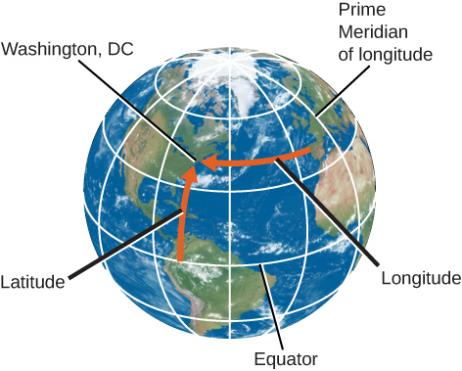 Prime
Meridian
of longitude
Washington, DC
Latitude
Longitude
Equator